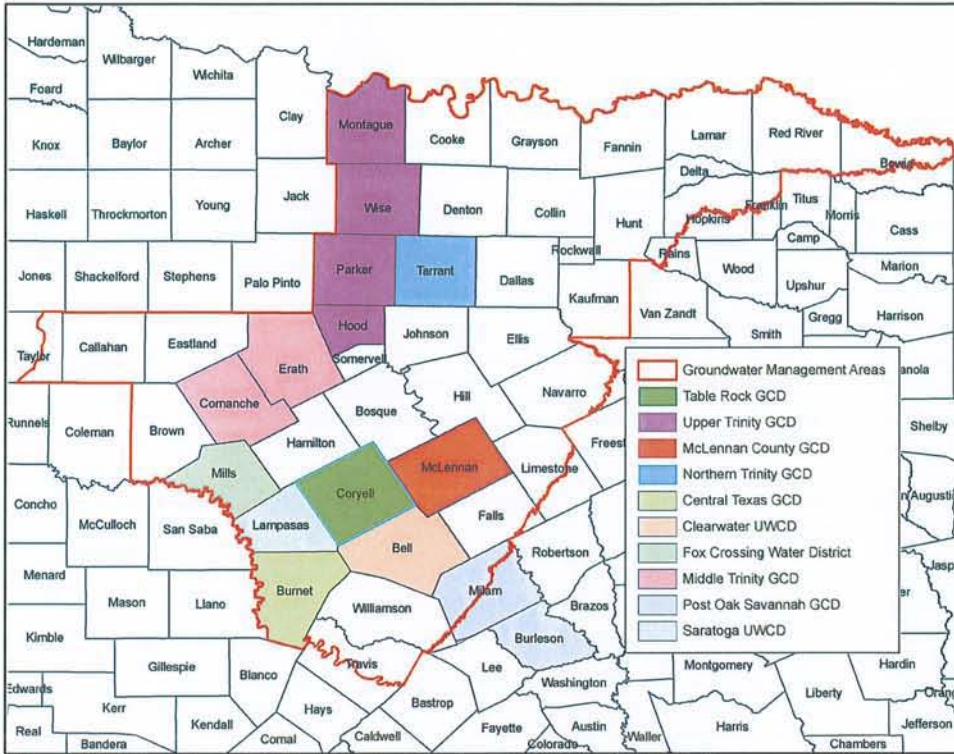 Hardeman
Wilbarger
Wichita
Foard
Clay
Montague
Cooke
Grayson
Fannin
Lamar
Red River
Bowie
Knox
Baylor
Archer
Delta
Haskell
Throckmorton
Young
Jack
Wise
Denton
Collin
Hunt
Hopkins
Franklin
Titus
Morris
Cass
Rockwall
Rains
Wood
Camp
Marion
Jones
Shackelford
Stephens
Palo Pinto
Parker
Tarrant
Dallas
Kaufman
Upshur
Van Zandt
Gregg
Harrison
Smith
Taylor
Callahan
Eastland
Hood
Johnson
Ellis
Somervell
Erath
Comanche
Bosque
Hill
Navarro
Runnels
Coleman
Brown
Hamilton
Mills
McLennan
Limestone
Freest
Shelby
Coryell
Concho
McCulloch
San Saba
Lampasas
Falls
Bell
Robertson
Augustin
Menard
Mason
Llano
Burnet
Williamson
Milam
Brazos
Jasp
Kimble
Burleson
Gillespie
Blanco
Travis
Lee
Washington
Montgomery
Liberty
Hardin
Edwards
Kerr
Hays
Bastrop
Orang
Real
Bandera
Kendall
Comal
Caldwell
Fayette
Colorado
Austin
Waller
Harris
Chambers
Jefferson
Groundwater Management Areas
Table Rock GCD
Upper Trinity GCD
McLennan County GCD
Northern Trinity GCD
Central Texas GCD
Clearwater UWCD
Fox Crossing Water District
Middle Trinity GCD
Post Oak Savannah GCD
Saratoga UWCD
anola